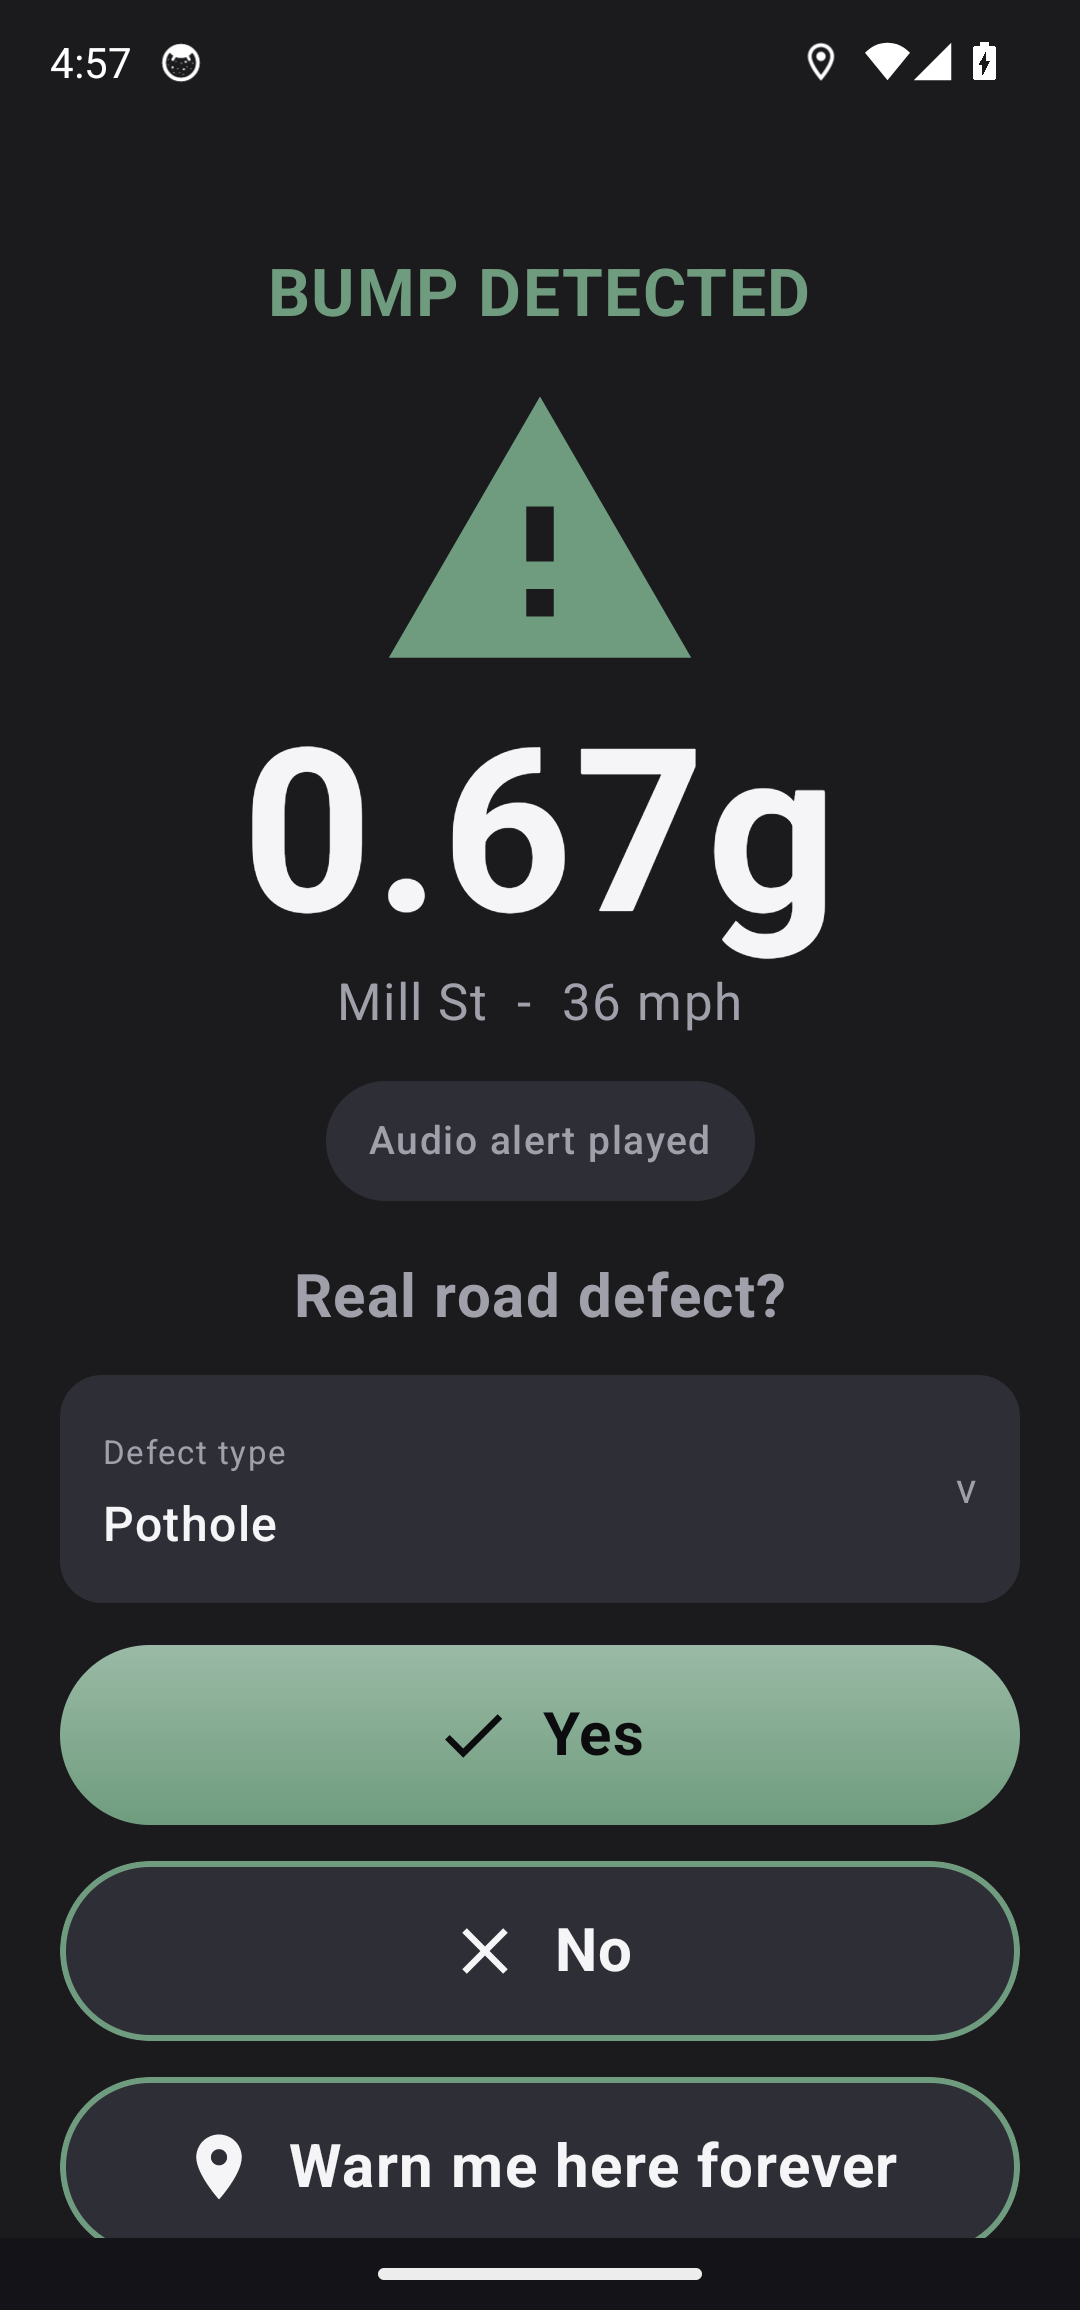 4:57
BUMP DETECTED
0.67g
Mill St - 36 mph
Audio alert played
Real road defect?
Defect type
Pothole
v
Yes
No
Warn me here forever